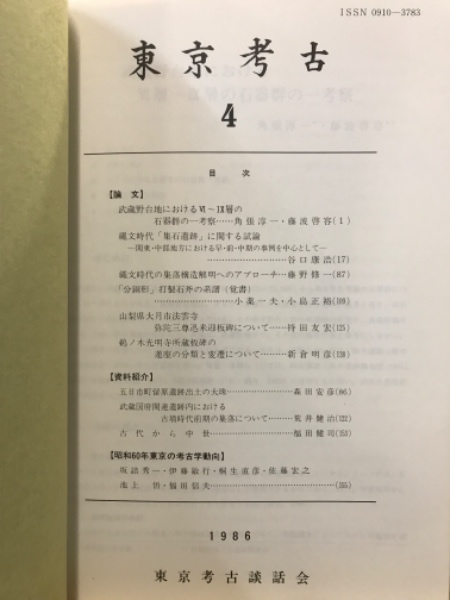 ISSN 0910—3783
東京考古
4
目次
【論文】
武蔵野台地におけるⅥ～Ⅸ層の
石器群の一考察……角張淳一・藤波啓容(1)
縄文時代「集石遺跡」に関する試論
—関東・中部地方における早・前・中期の事例を中心として—
……谷口康浩(17)
縄文時代の集落構造解明へのアプローチ…藤野修一(87)
「分銅形」打製石斧の系譜(覚書)
……小薬一夫・小島正裕(109)
山梨県大月市法雲寺
弥陀三尊迅来迎板碑について……持田友宏(125)
鶴ノ木光明寺所蔵板碑の
蓮座の分類と変遷について……新倉明彦(138)
【資料紹介】
五日市町留原遺跡出土の大珠……森田安彦(86)
武蔵国府関連遺跡内における
古墳時代前期の集落について……荒井健治(122)
古代から中世……福田健司(153)
【昭和60年東京の考古学動向】
坂詰秀一・伊藤敏行・桐生直彦・佐藤宏之
池上悟・福田信夫……(155)
1986
東京考古談話会